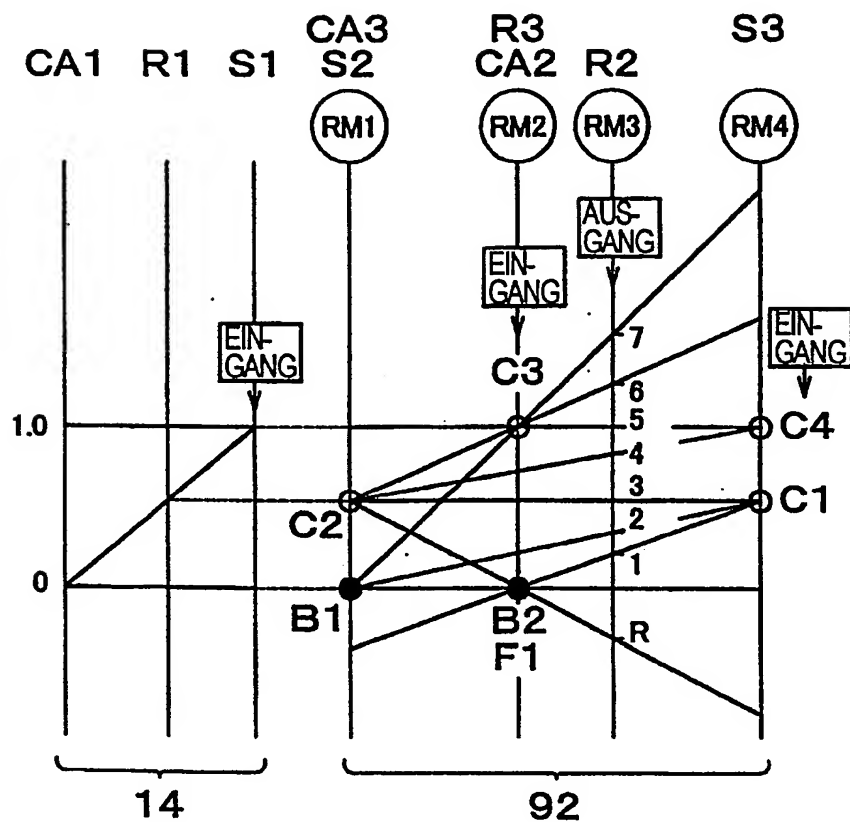 CA3 R3 S3
CA1 R1 S1 S2 CA2 R2
RM1 RM2 RM3 RM4
AUS-
GANG
EIN-
GANG
EIN-
GANG
EIN-
GANG
7
C3
6
1.0 5 C4
4
C2 3 C1
2
0 1
B1 B2 R
F1
14 92